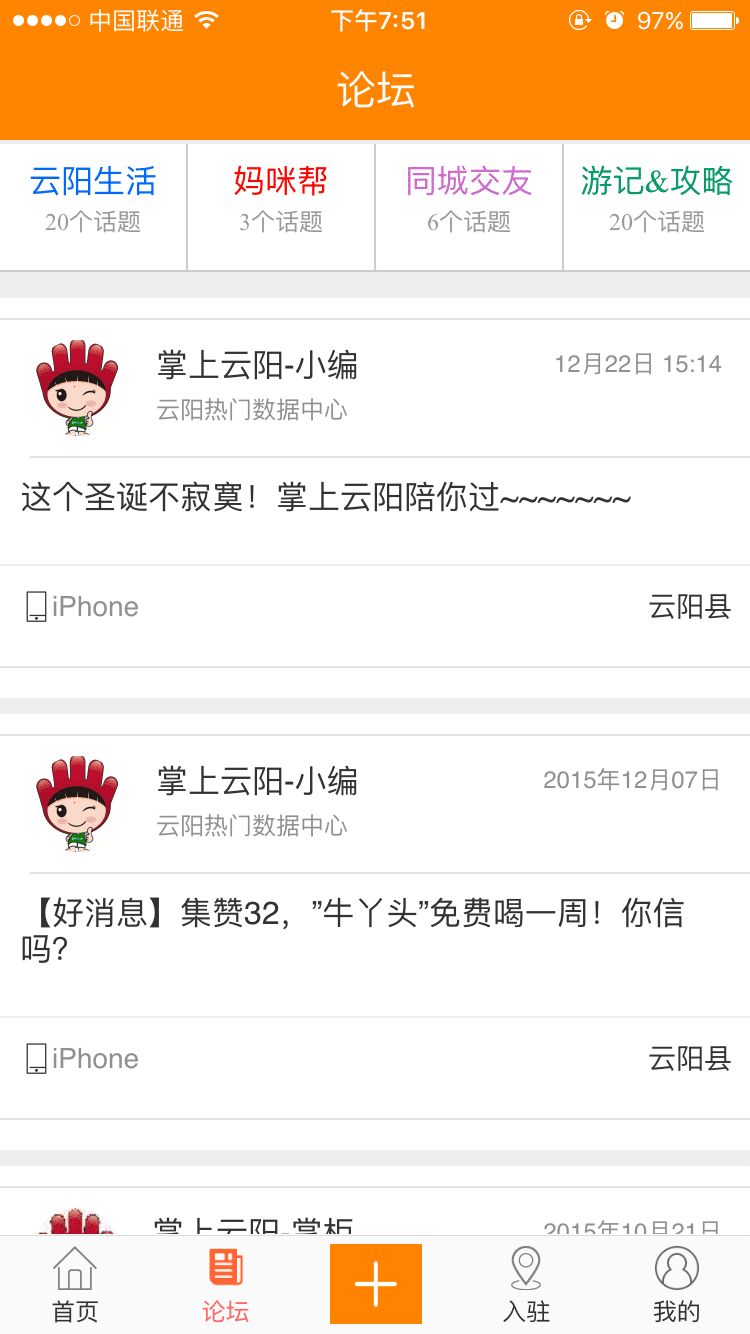 中国联通 下午7:51 97%
论坛
云阳生活 妈咪帮 同城交友 游记&攻略
20个话题 3个话题 6个话题 20个话题
掌上云阳-小编 12月22日 15:14
云阳热门数据中心
这个圣诞不寂寞！掌上云阳陪你过~~~~~~~
iPhone 云阳县
掌上云阳-小编 2015年12月07日
云阳热门数据中心
【好消息】集赞32，”牛丫头”免费喝一周！你信
吗？
iPhone 云阳县
掌上云阳-掌柜 2015年10月21日
首页 论坛 入驻 我的